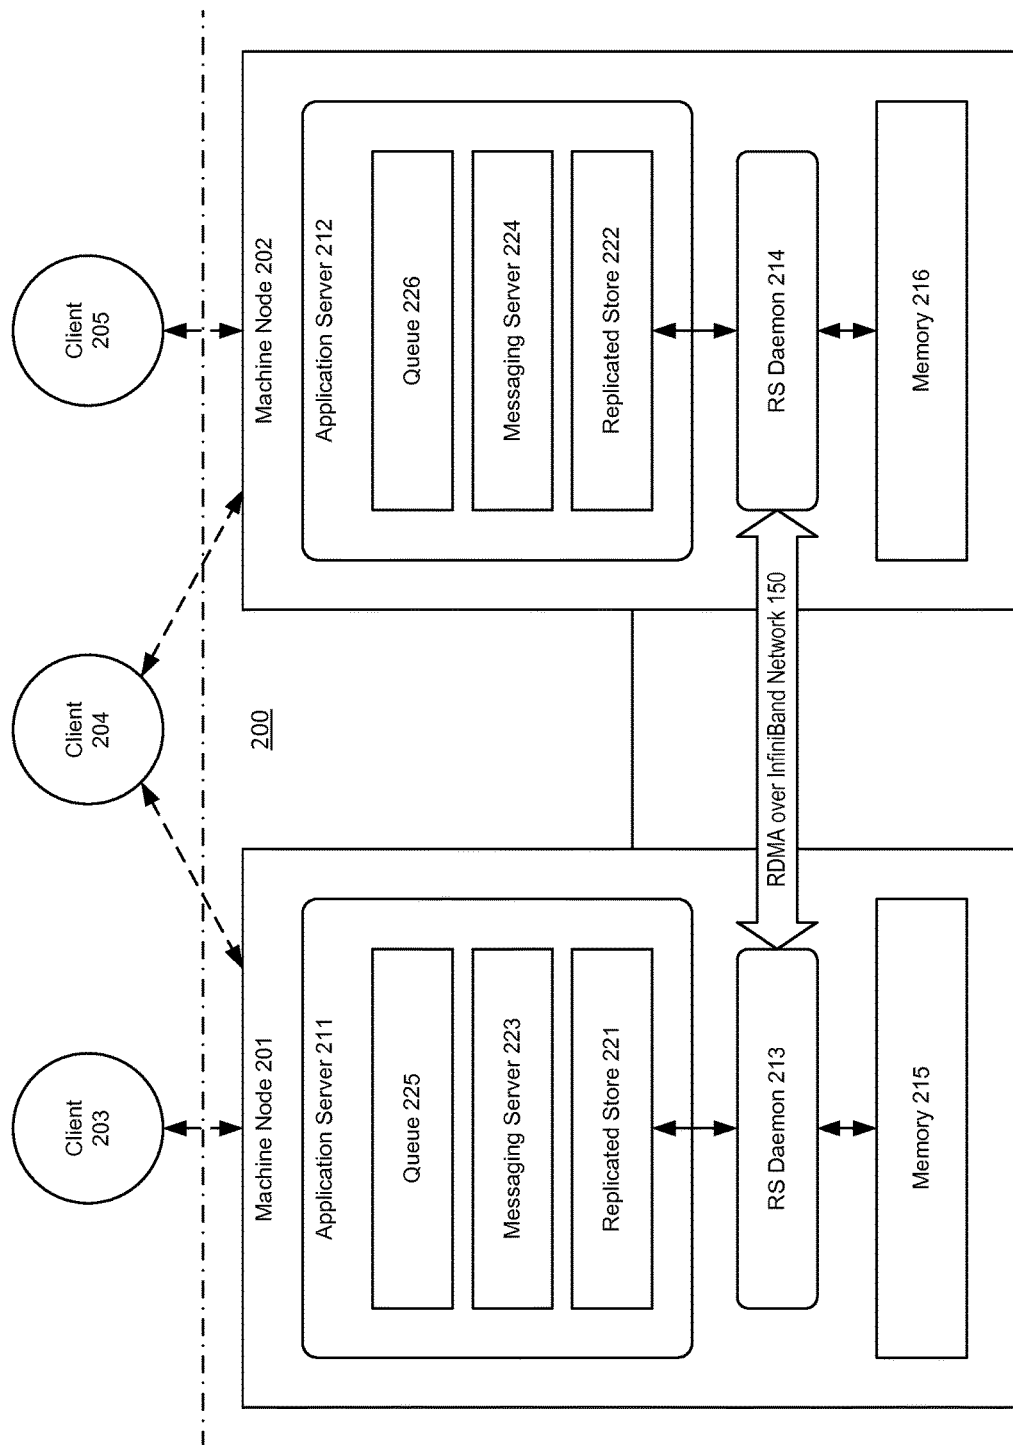 Client
203
Client
204
Client
205
200
Machine Node 201
Application Server 211
Queue 225
Messaging Server 223
Replicated Store 221
RS Daemon 213
Memory 215
RDMA over InfiniBand Network 150
Machine Node 202
Application Server 212
Queue 226
Messaging Server 224
Replicated Store 222
RS Daemon 214
Memory 216